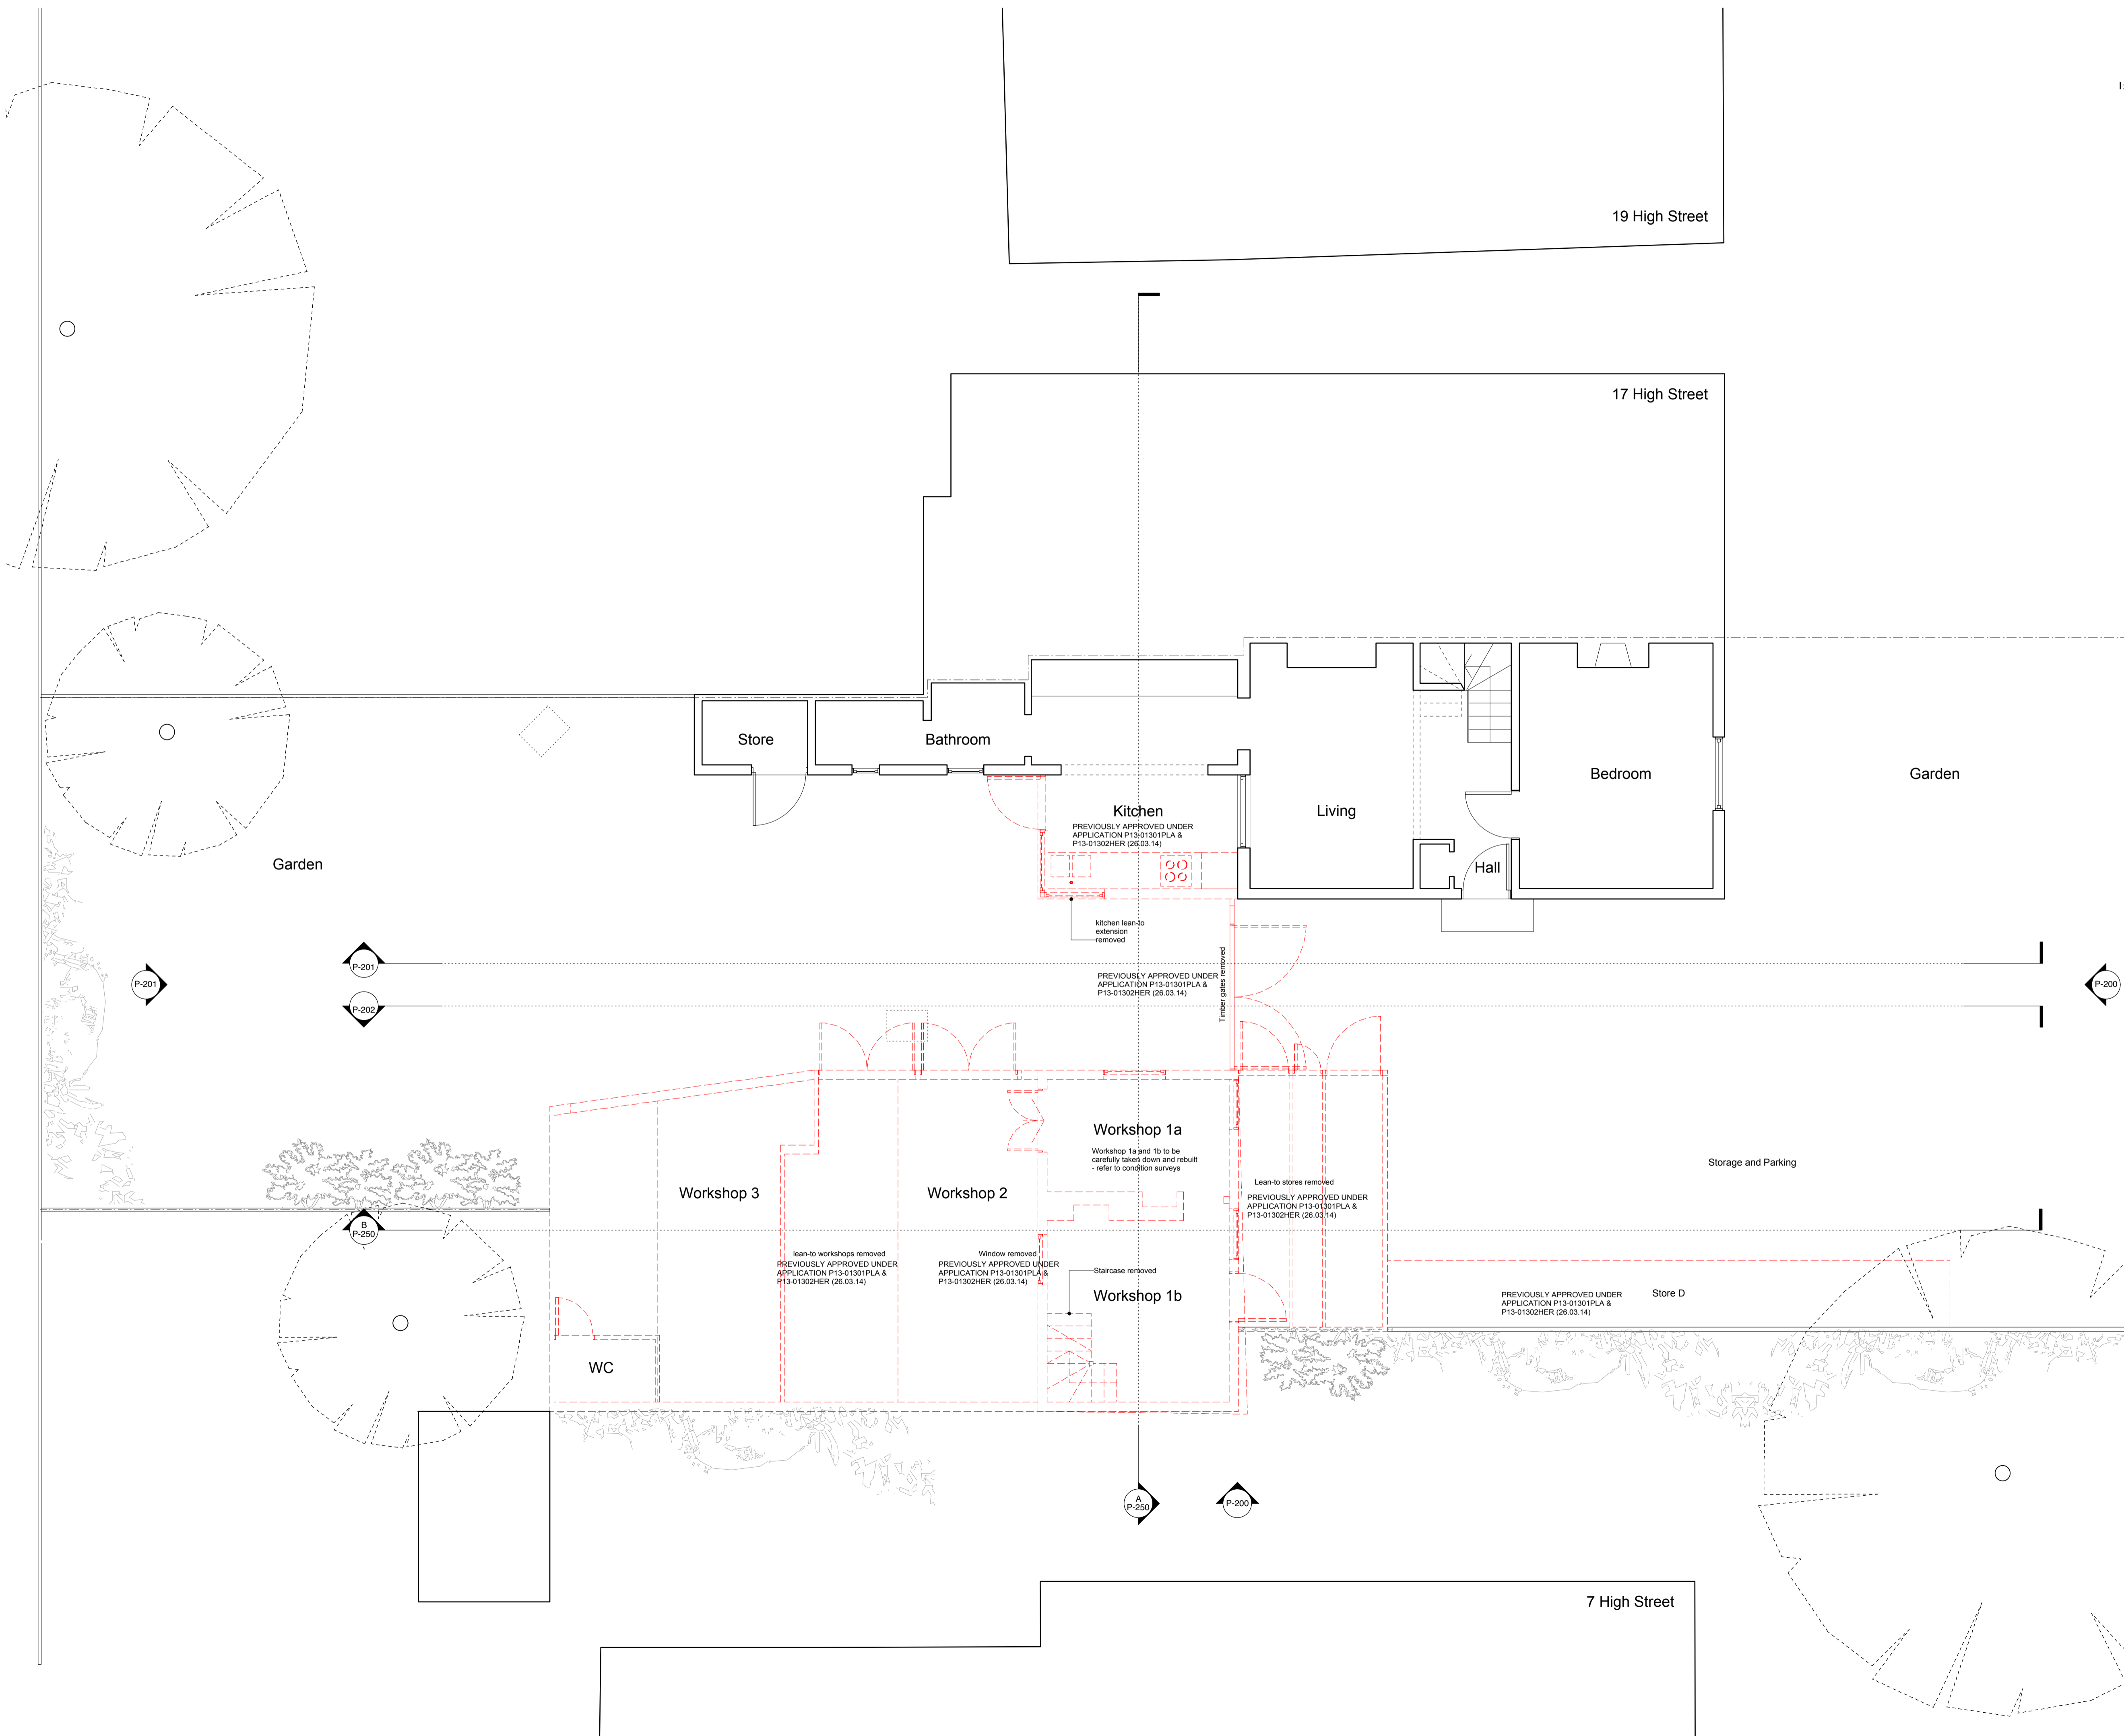 19 High Street
17 High Street
Store
Bathroom
Bedroom
Garden
Kitchen
PREVIOUSLY APPROVED UNDER
APPLICATION P13-01301PLA &
P13-01302HER (26.03.14)
Living
Garden
Hall
kitchen lean-to
extension
removed
P-201
P-201
PREVIOUSLY APPROVED UNDER
APPLICATION P13-01301PLA &
P13-01302HER (26.03.14)
Timber gates removed
P-200
P-202
Workshop 1a
Workshop 1a and 1b to be
carefully taken down and rebuilt
- refer to condition surveys
Storage and Parking
Workshop 3
Workshop 2
Lean-to stores removed
PREVIOUSLY APPROVED UNDER
APPLICATION P13-01301PLA &
P13-01302HER (26.03.14)
B
P-250
lean-to workshops removed
PREVIOUSLY APPROVED UNDER
APPLICATION P13-01301PLA &
P13-01302HER (26.03.14)
Window removed
PREVIOUSLY APPROVED UNDER
APPLICATION P13-01301PLA &
P13-01302HER (26.03.14)
Staircase removed
Workshop 1b
PREVIOUSLY APPROVED UNDER
APPLICATION P13-01301PLA &
P13-01302HER (26.03.14)
Store D
WC
A
P-250
P-200
7 High Street